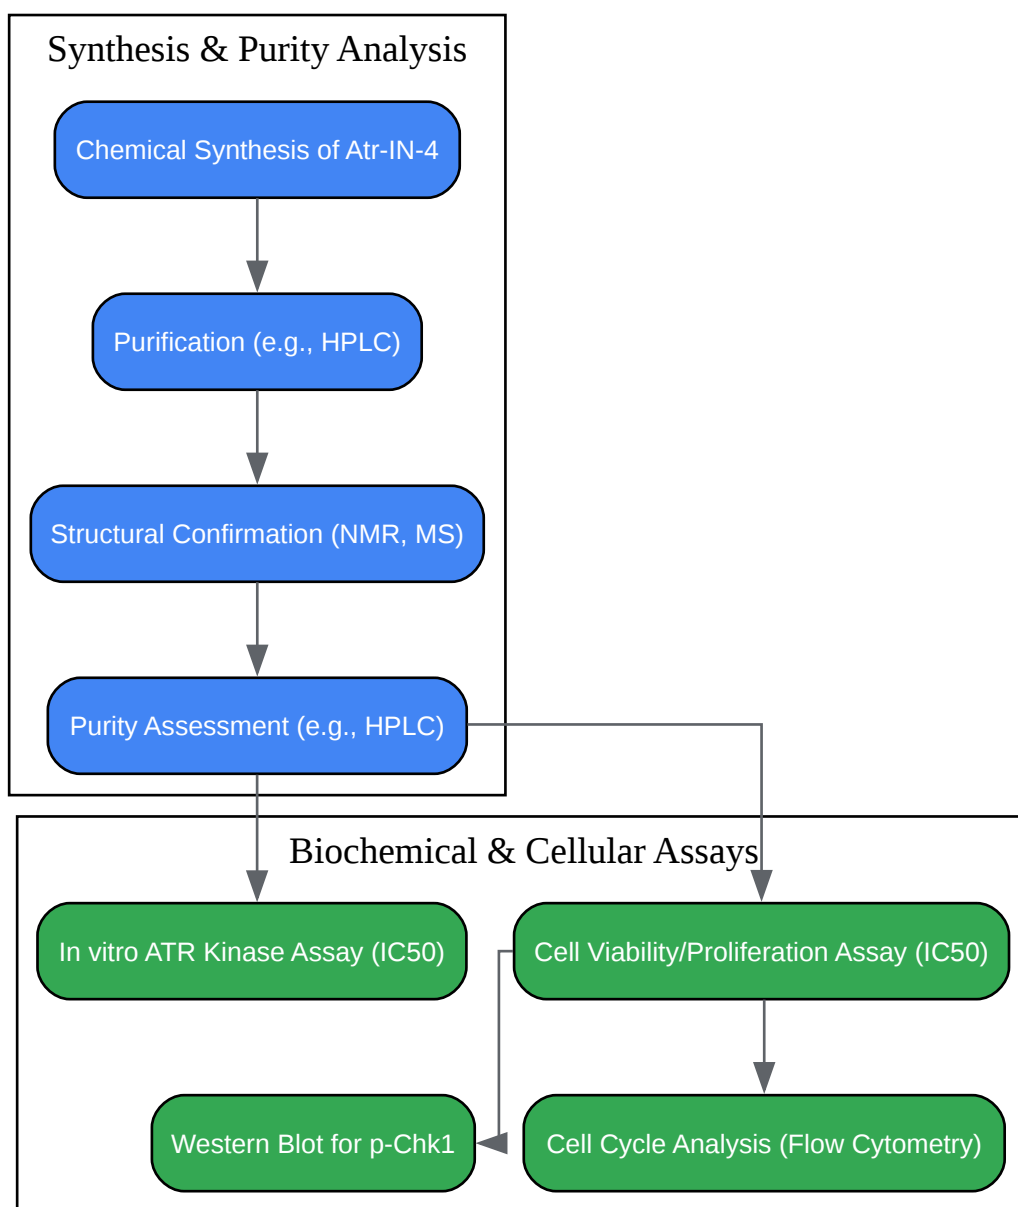 Synthesis & Purity Analysis
Chemical Synthesis of Atr-IN-4
Purification (e.g., HPLC)
Structural Confirmation (NMR, MS)
Purity Assessment (e.g., HPLC)
Biochemical & Cellular Assays
In vitro ATR Kinase Assay (IC50)
Cell Viability/Proliferation Assay (IC50)
Western Blot for p-Chk1
Cell Cycle Analysis (Flow Cytometry)